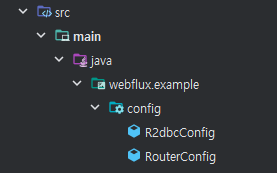 src
main
java
webflux.example
config
R2dbcConfig
RouterConfig